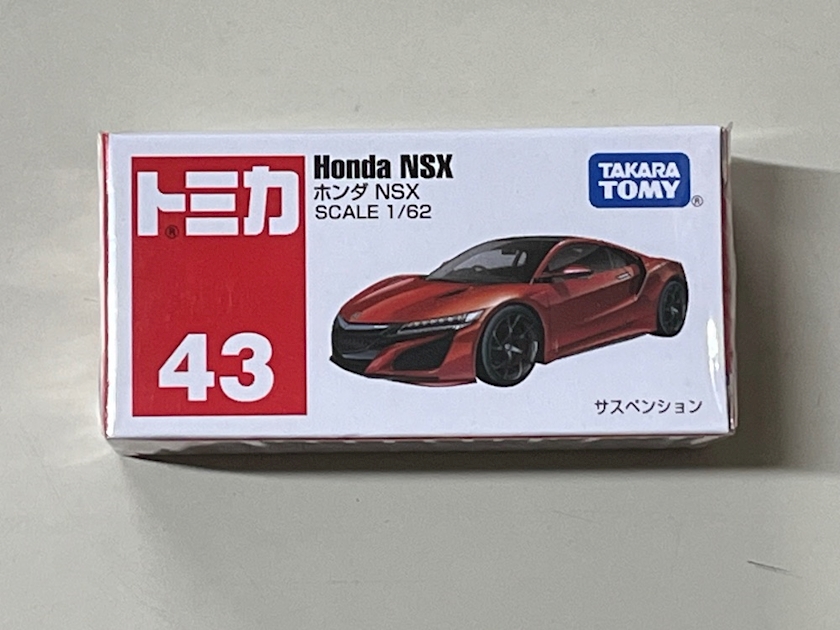 トミカ
®
43
Honda NSX
ホンダ NSX
SCALE 1/62
TAKARA
TOMY
®
サスペンション